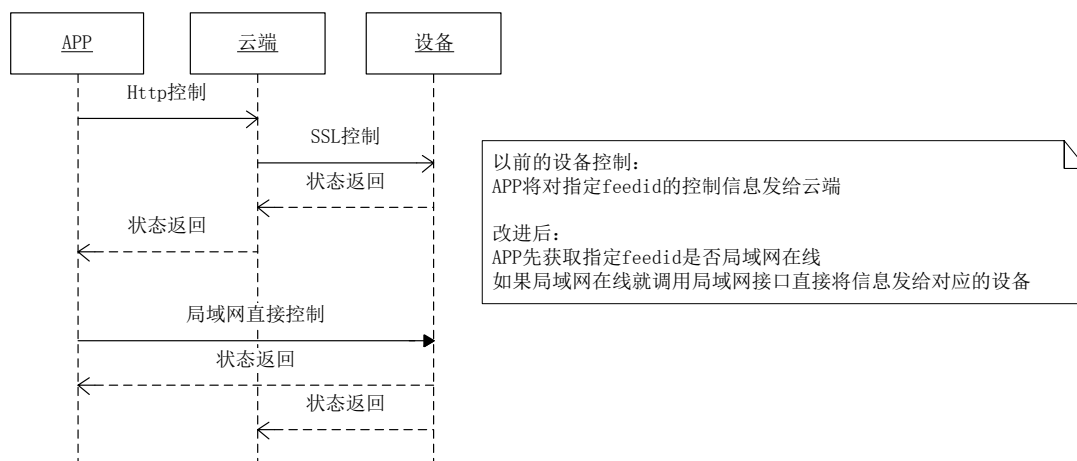 APP
云端
设备
Http控制
SSL控制
状态返回
状态返回
以前的设备控制:
APP将对指定feedid的控制信息发给云端
改进后:
APP先获取指定feedid是否局域网在线
如果局域网在线就调用局域网接口直接将信息发给对应的设备
局域网直接控制
状态返回
状态返回